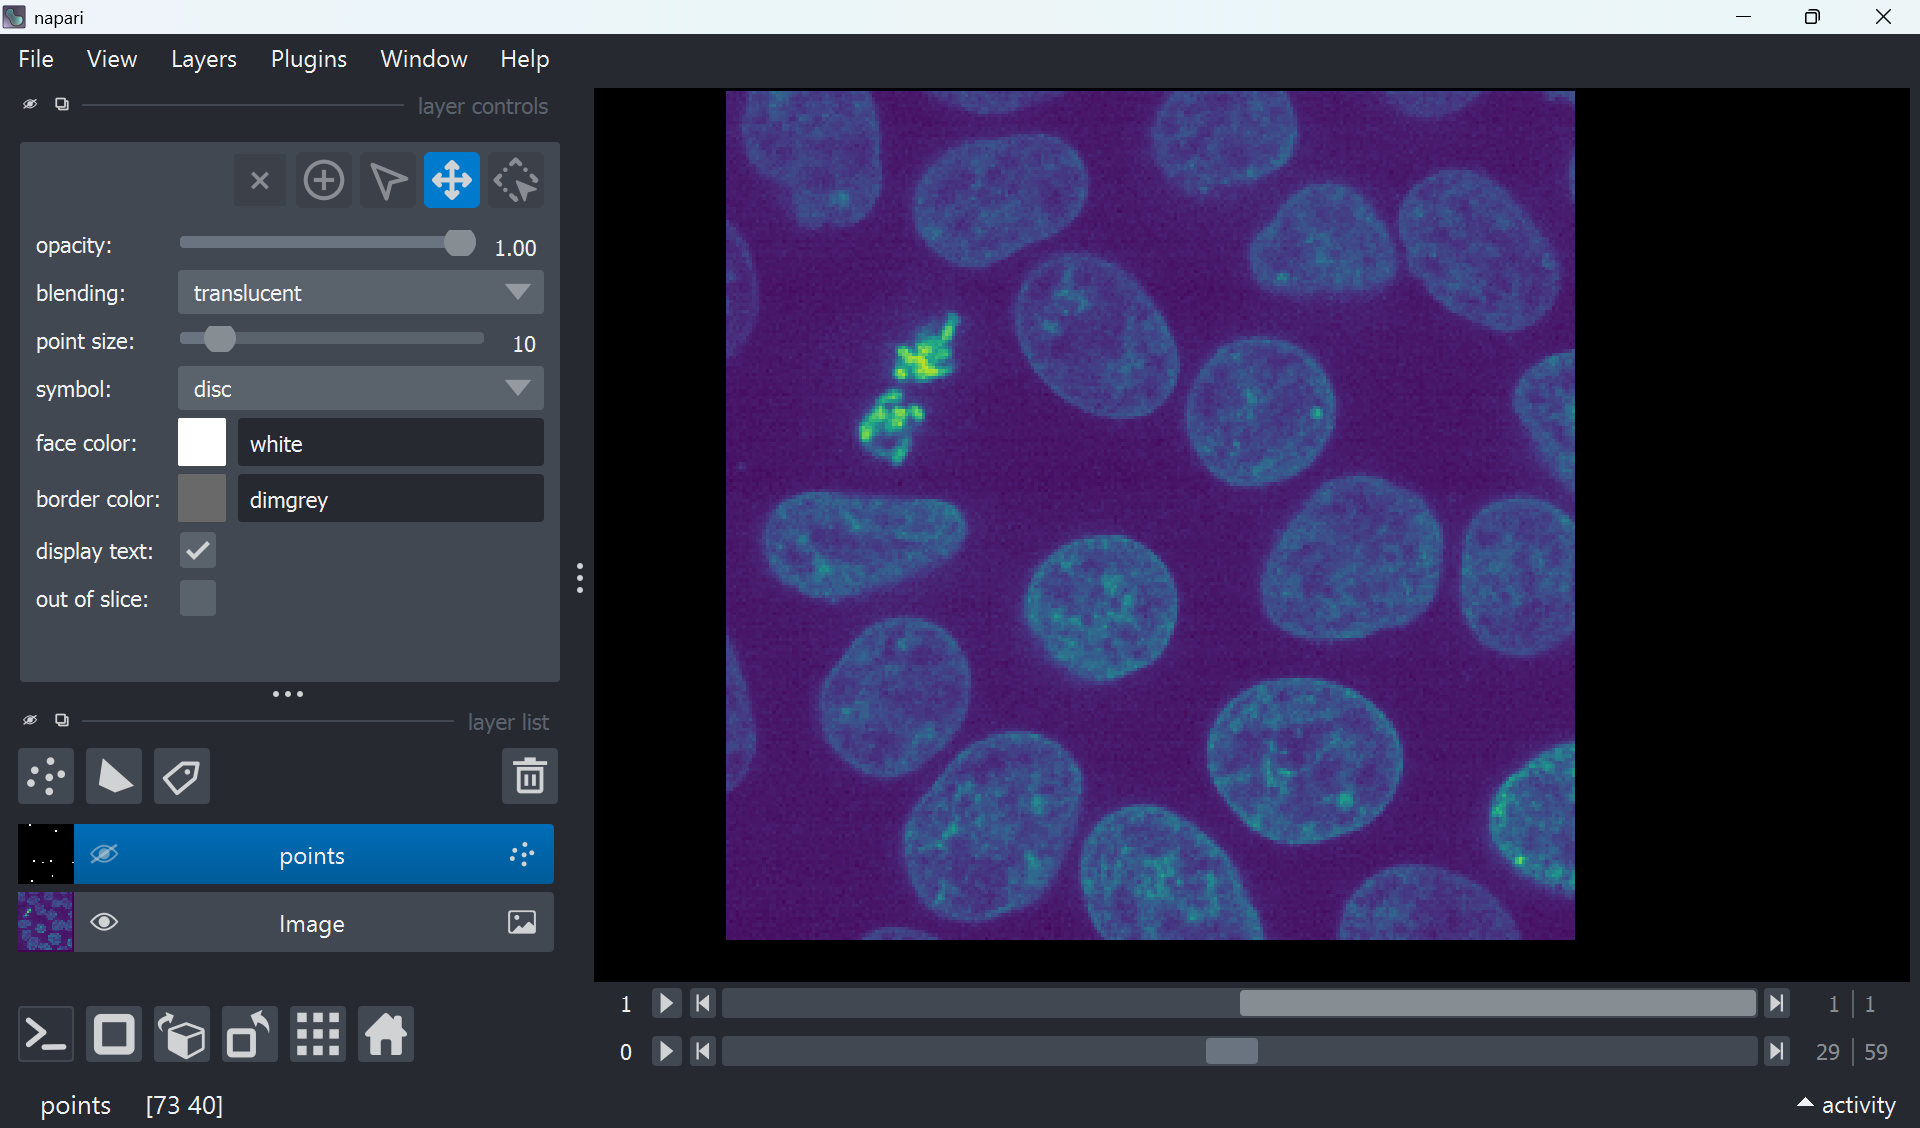 napari
File View Layers Plugins Window Help
layer controls
opacity: 1.00
blending: translucent
point size: 10
symbol: disc
face color: white
border color: dimgrey
display text:
out of slice:
layer list
points
Image
1 1 | 1
0 29 | 59
points [73 40]
activity